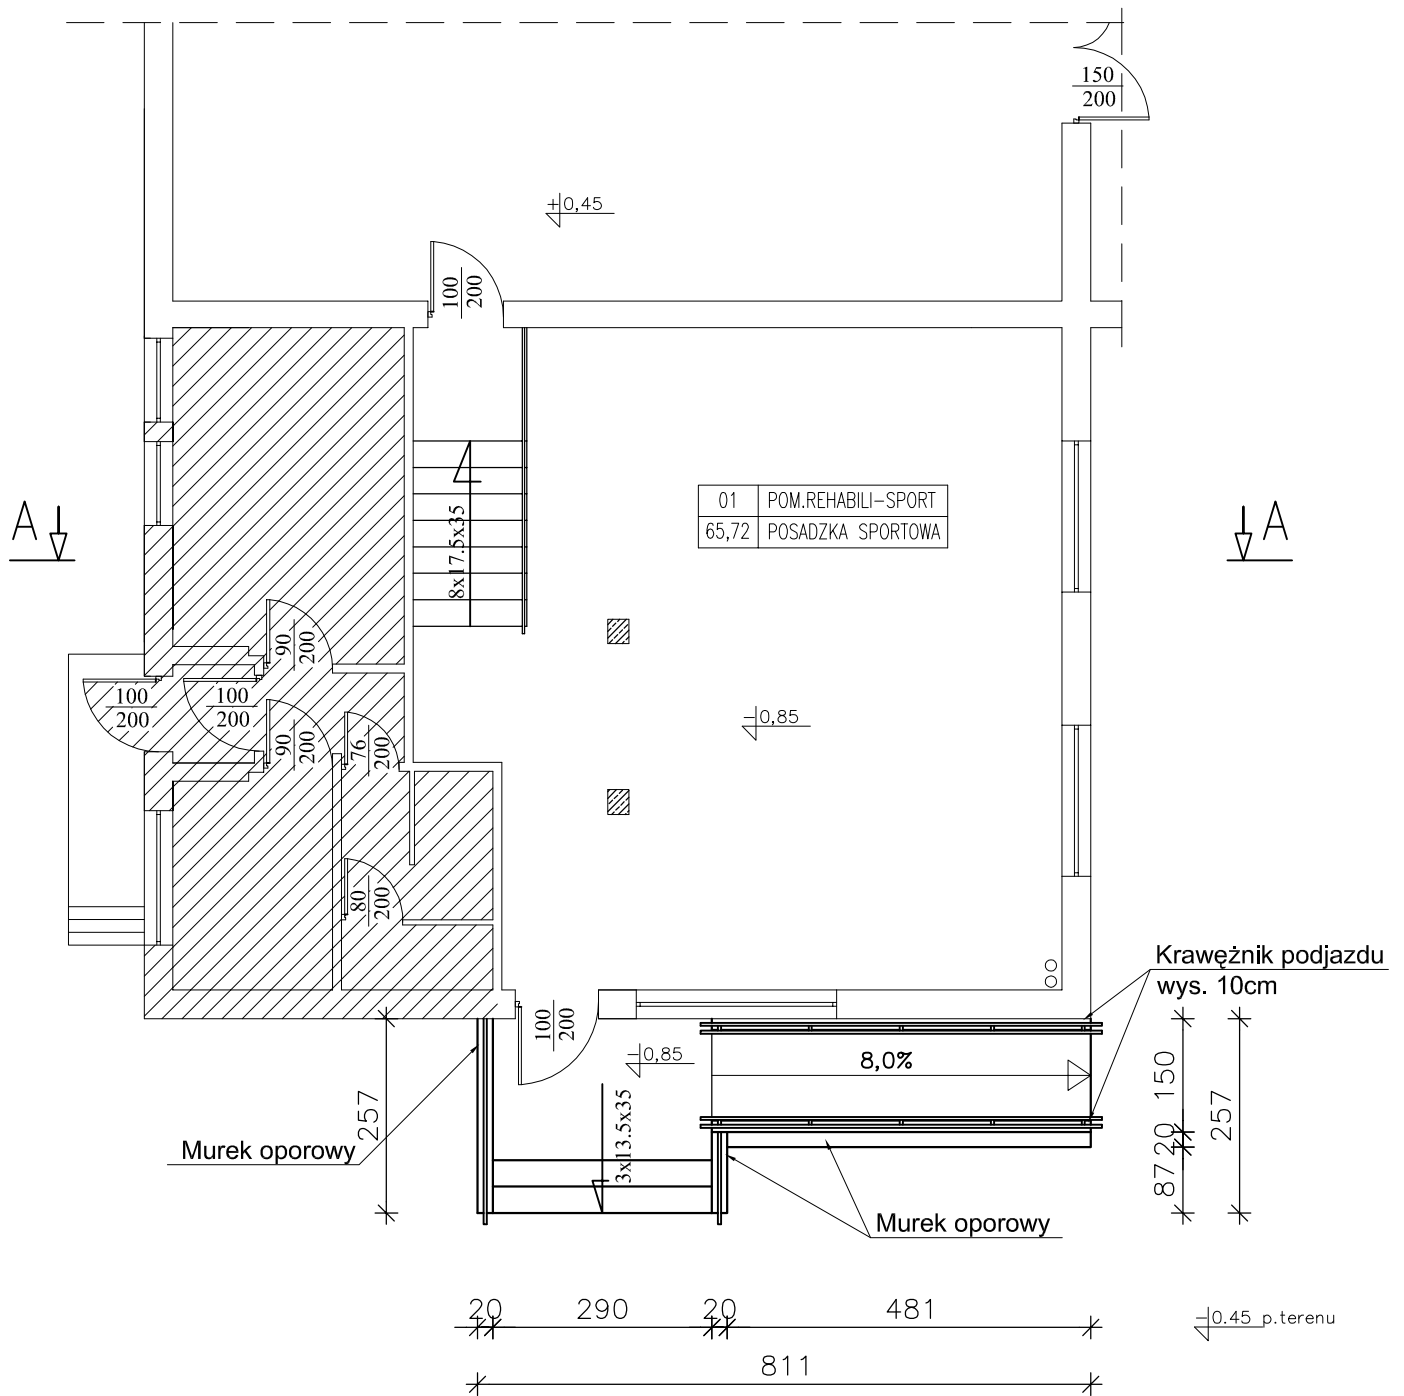 150
200
+0,45
100
200
8x17.5x35
01 POM.REHABILI-SPORT
65,72 POSADZKA SPORTOWA
A
A
90
200
100
200
100
200
90
200
76
200
-0,85
80
200
Krawężnik podjazdu
wys. 10cm
100
200
-0,85
8,0%
257
150
20
87
257
3x13.5x35
Murek oporowy
Murek oporowy
20 290 20 481
-0.45 p.terenu
811